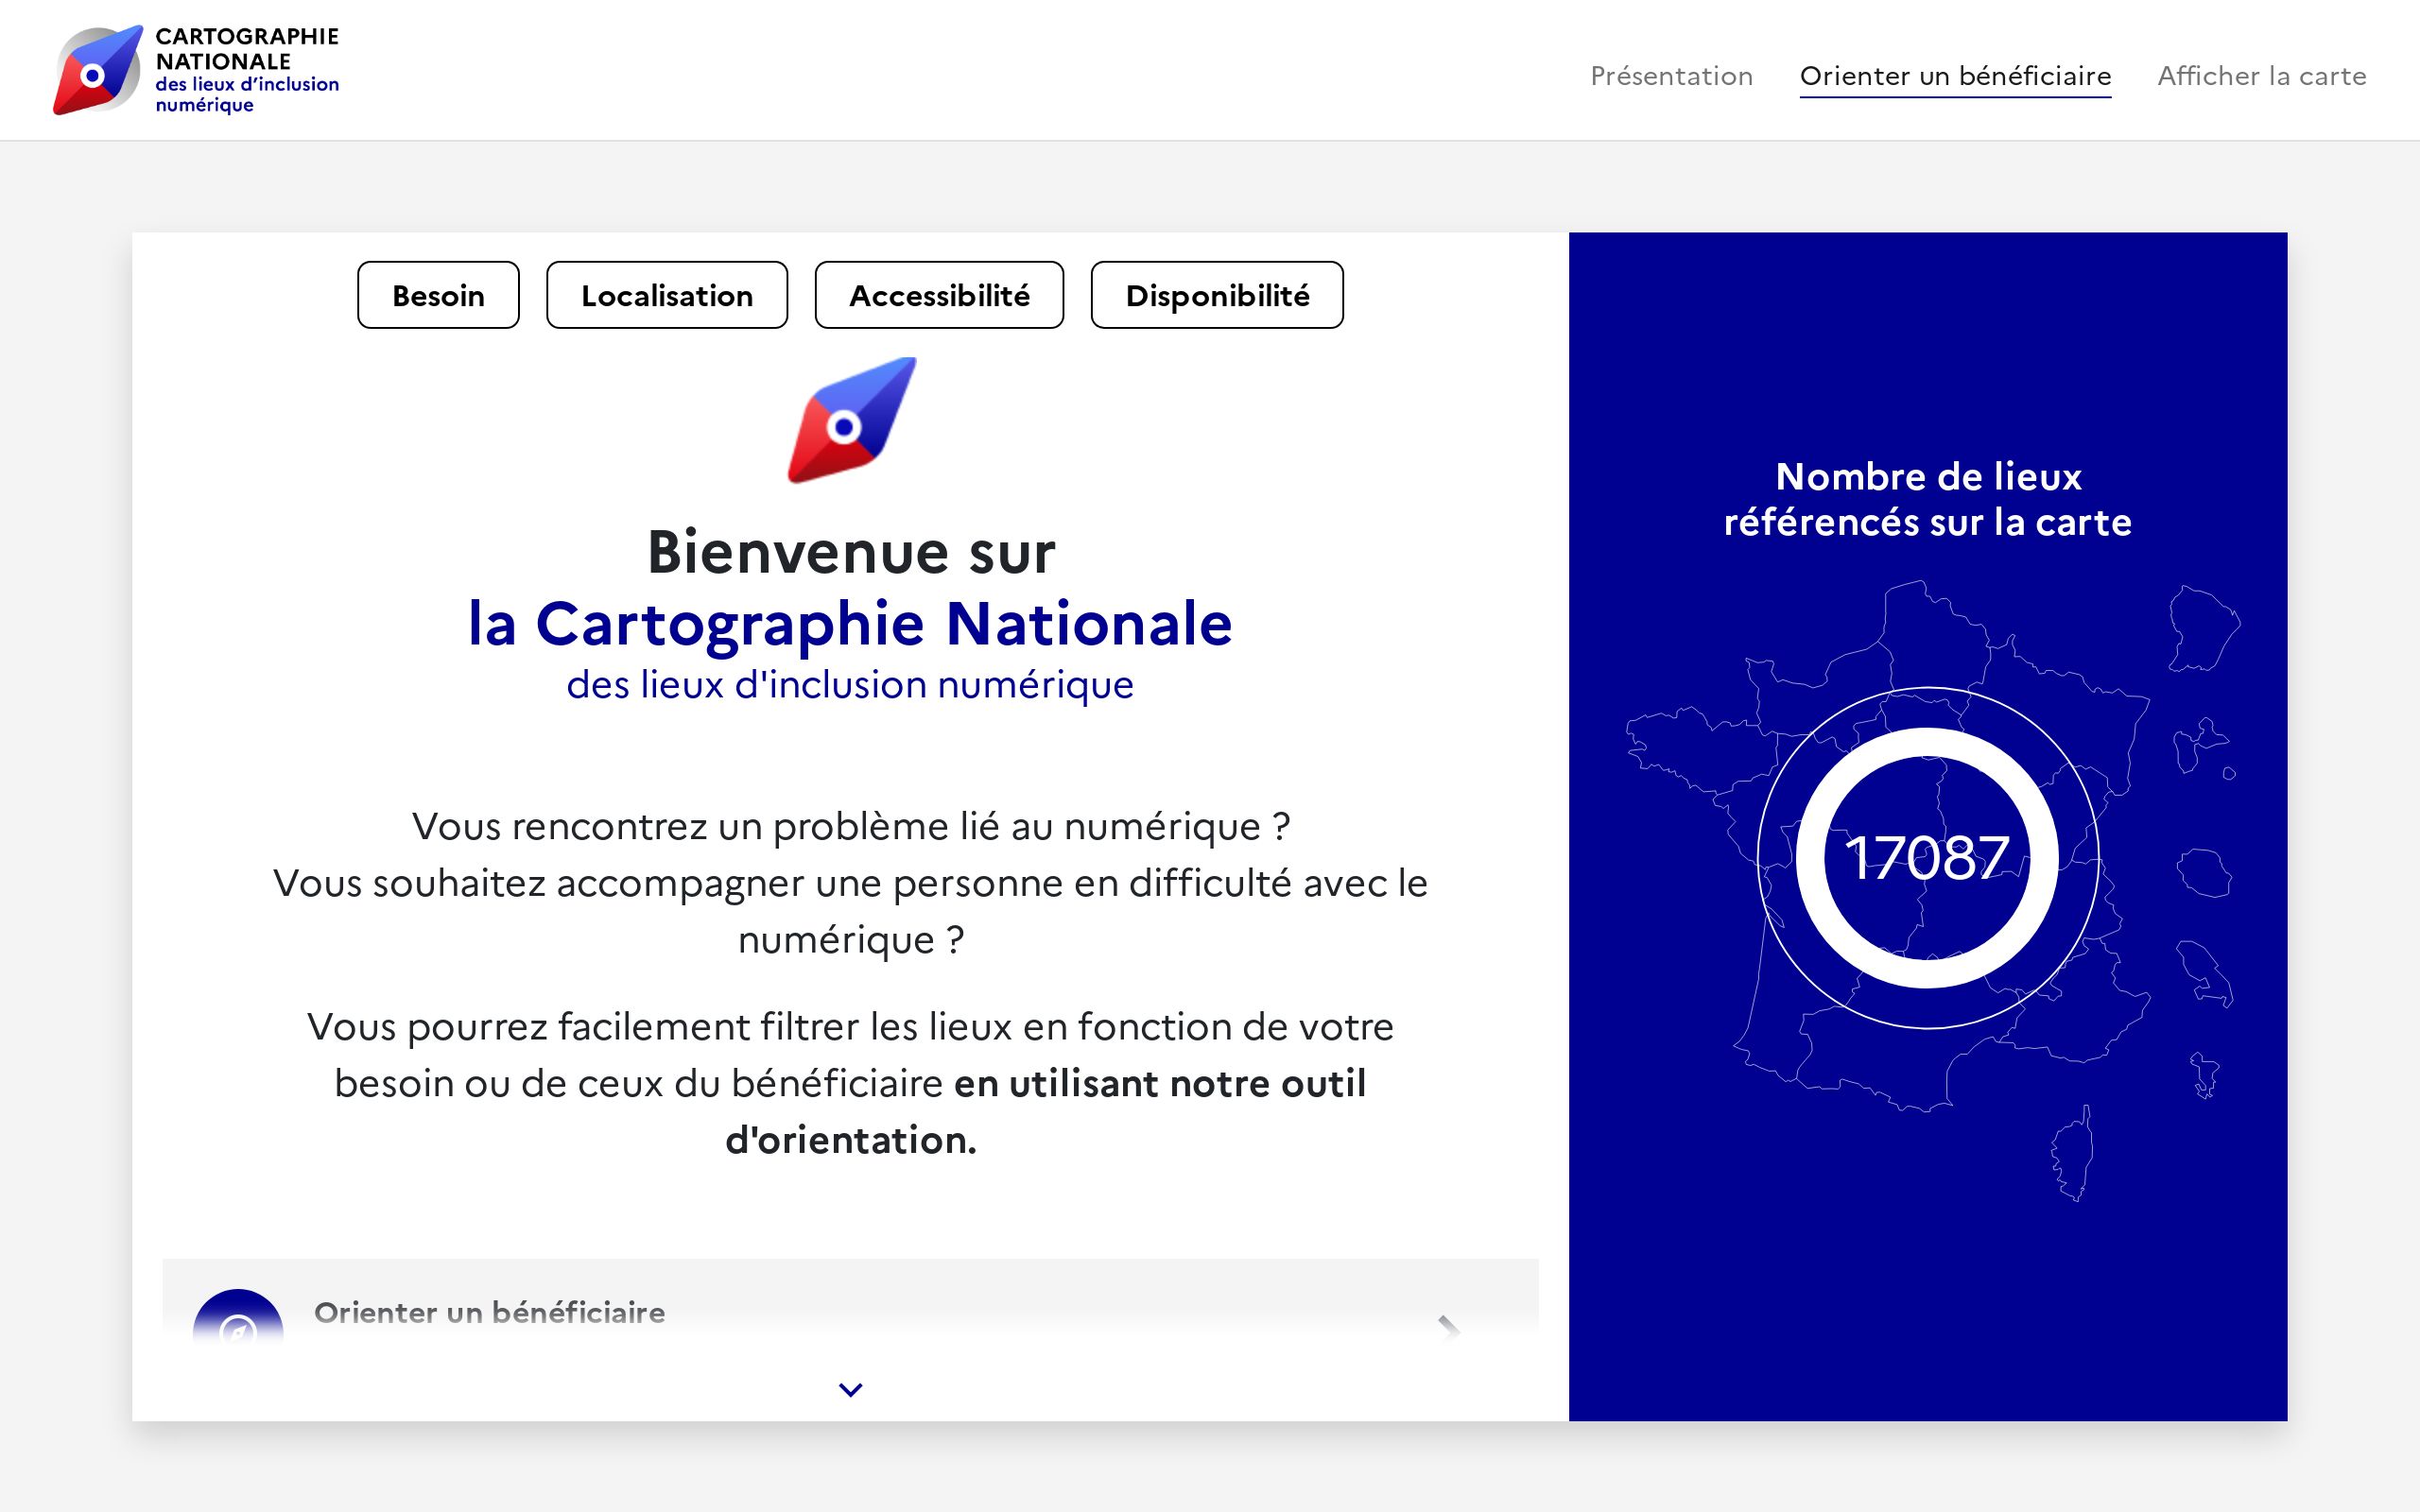 CARTOGRAPHIE
NATIONALE
des lieux d’inclusion
numérique
Présentation
Orienter un bénéficiaire
Afficher la carte
Besoin
Localisation
Accessibilité
Disponibilité
Bienvenue sur
la Cartographie Nationale
des lieux d'inclusion numérique
Vous rencontrez un problème lié au numérique ?
Vous souhaitez accompagner une personne en difficulté avec le
numérique ?
Vous pourrez facilement filtrer les lieux en fonction de votre
besoin ou de ceux du bénéficiaire en utilisant notre outil
d'orientation.
Orienter un bénéficiaire
Nombre de lieux
référencés sur la carte
17087